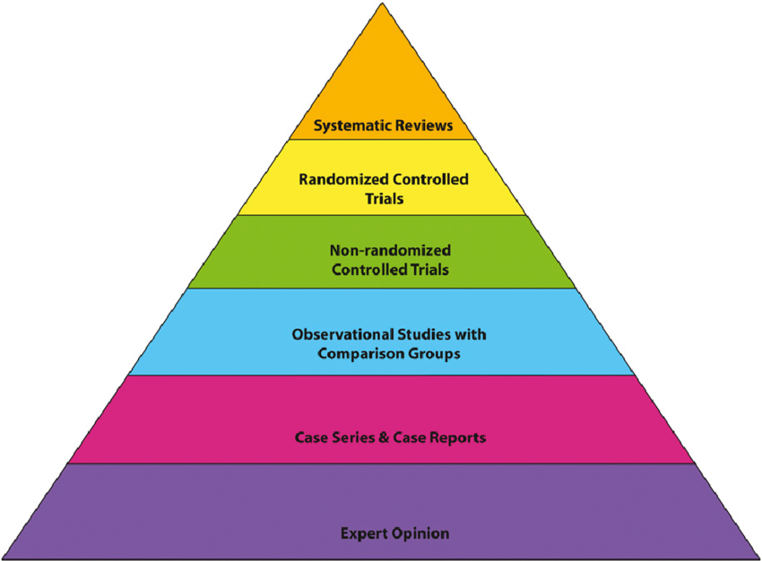 Systematic Reviews
Randomized Controlled
Trials
Non-randomized
Controlled Trials
Observational Studies with
Comparison Groups
Case Series & Case Reports
Expert Opinion